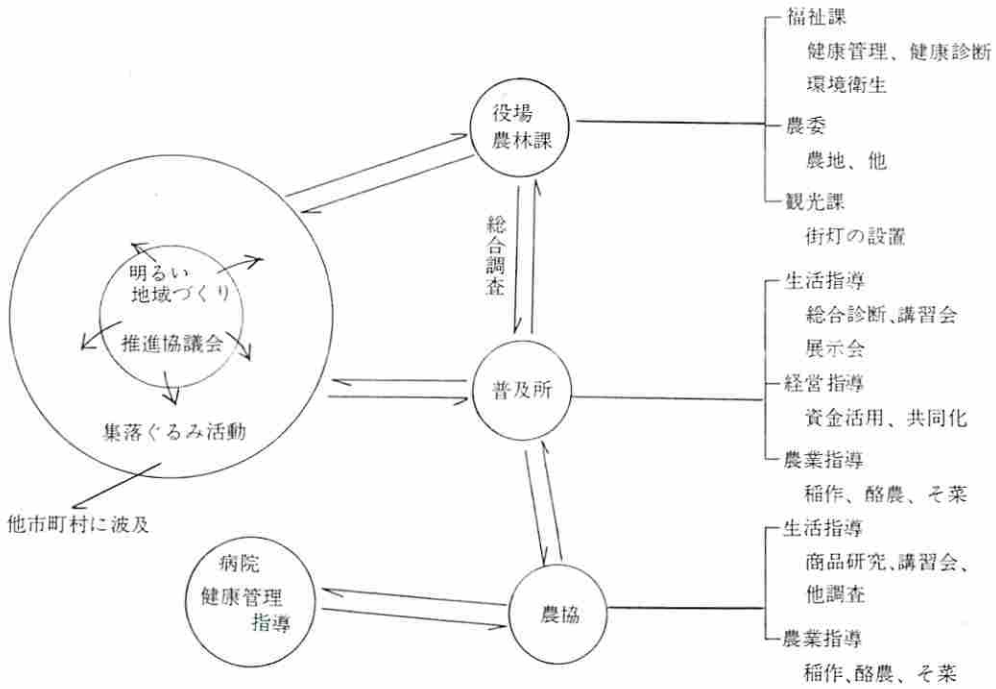 役場
農林課
福祉課
健康管理、健康診断
環境衛生
農委
農地、他
観光課
街灯の設置
総合調査
明るい
地域づくり
推進協議会
集落ぐるみ活動
他市町村に波及
普及所
生活指導
総合診断、講習会
展示会
経営指導
資金活用、共同化
農業指導
稲作、酪農、そ菜
病院
健康管理
指導
農協
生活指導
商品研究、講習会、
他調査
農業指導
稲作、酪農、そ菜